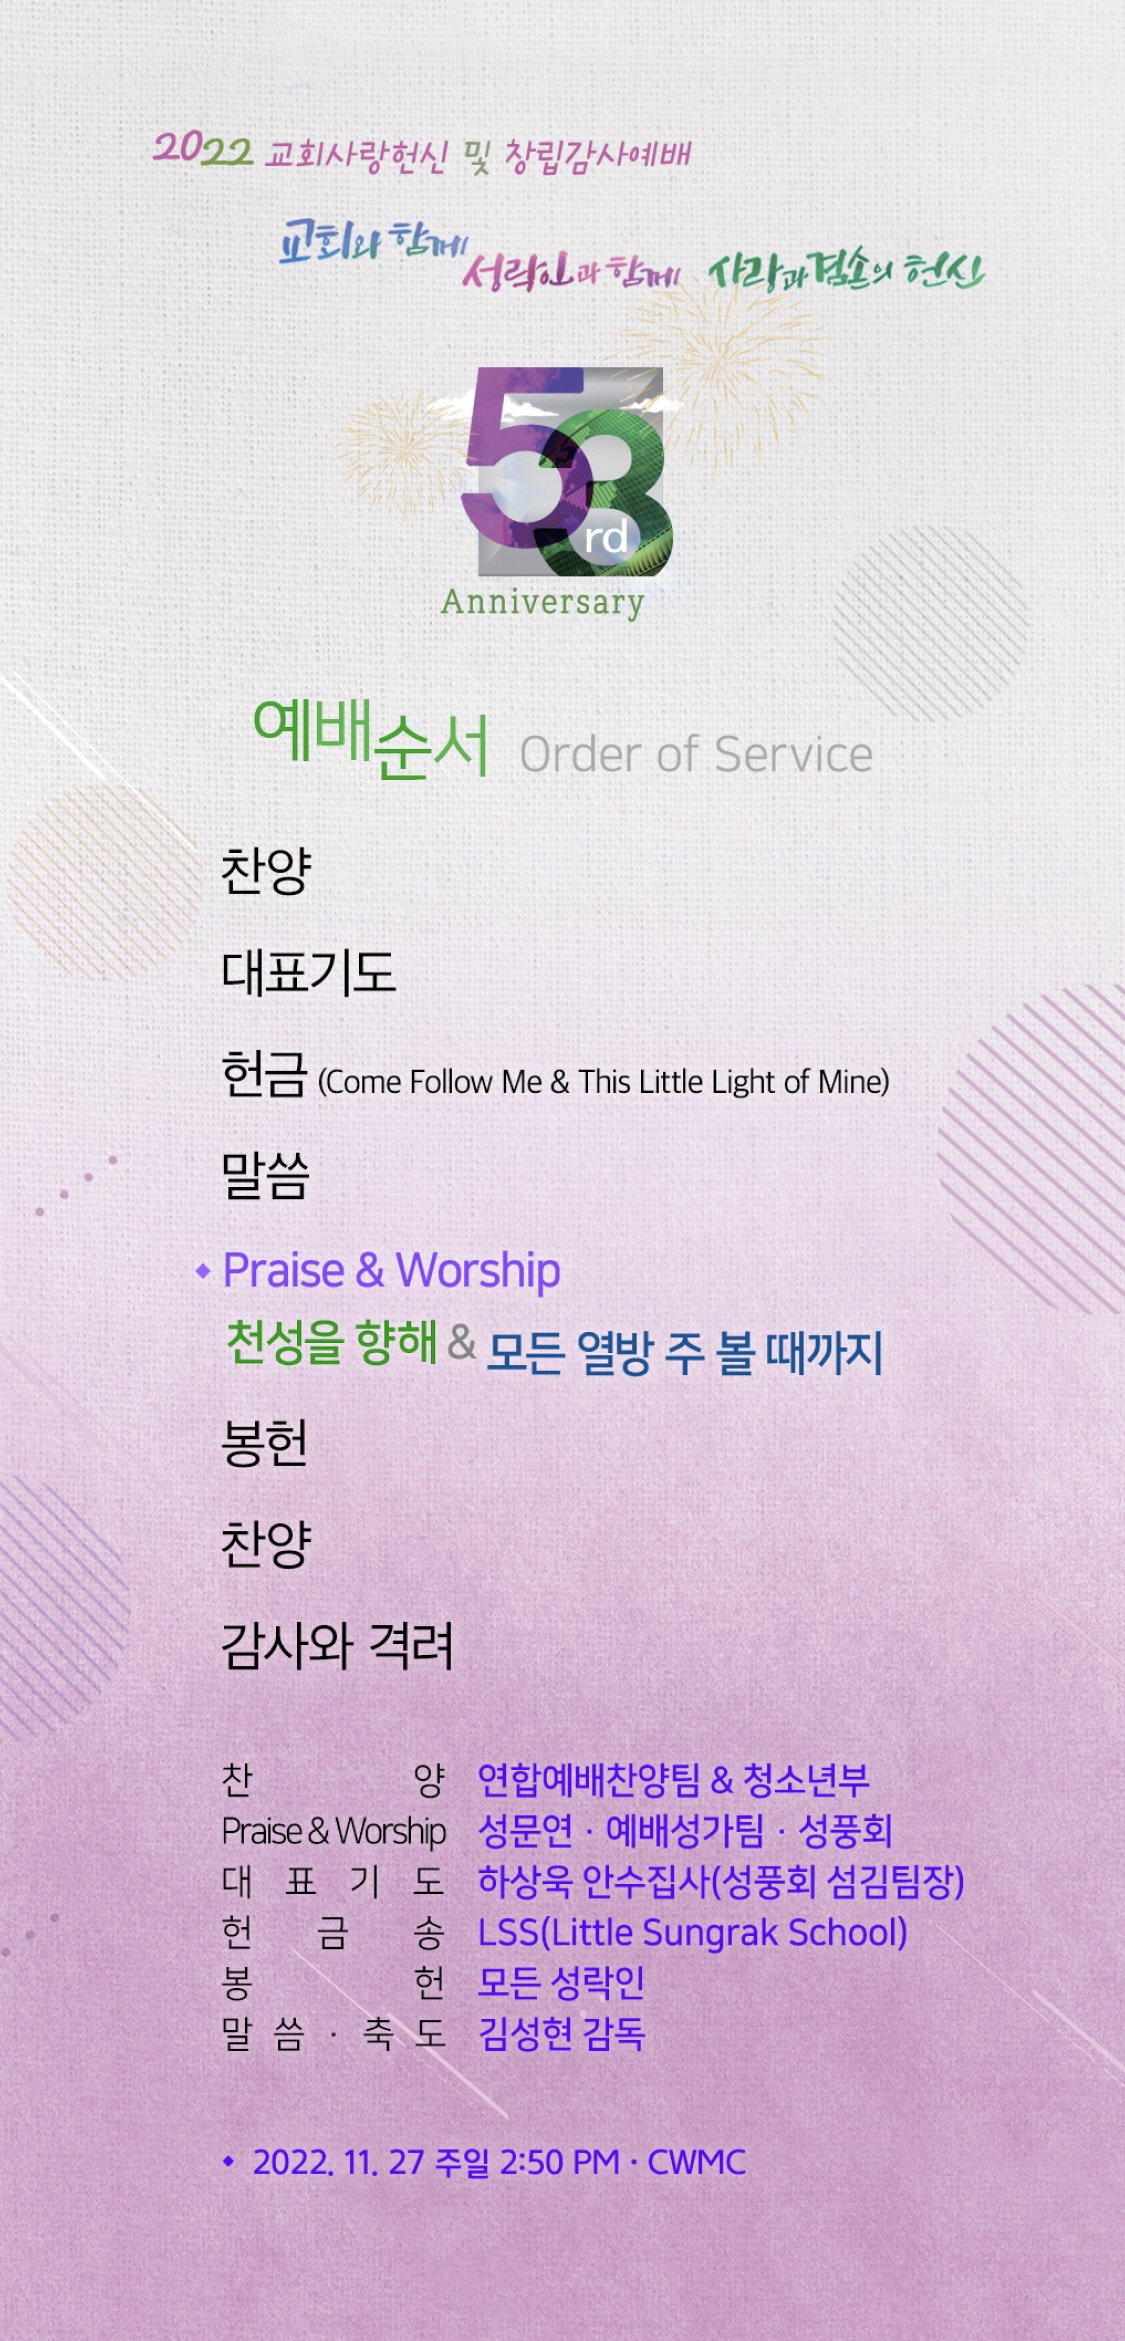 2022 교회사랑헌신 및 창립감사예배
교회와 함께 성락인과 함께 사랑과 겸손의 헌신
53rd
Anniversary
예배순서 Order of Service
찬양
대표기도
헌금 (Come Follow Me & This Little Light of Mine)
말씀
Praise & Worship
천성을 향해 & 모든 열방 주 볼 때까지
봉헌
찬양
감사와 격려
찬 양 연합예배찬양팀 & 청소년부
Praise & Worship 성문연 · 예배성가팀 · 성풍회
대 표 기 도 하상욱 안수집사(성풍회 섬김팀장)
헌 금 송 LSS(Little Sungrak School)
봉 헌 모든 성락인
말 씀 · 축 도 김성현 감독
2022. 11. 27 주일 2:50 PM · CWMC